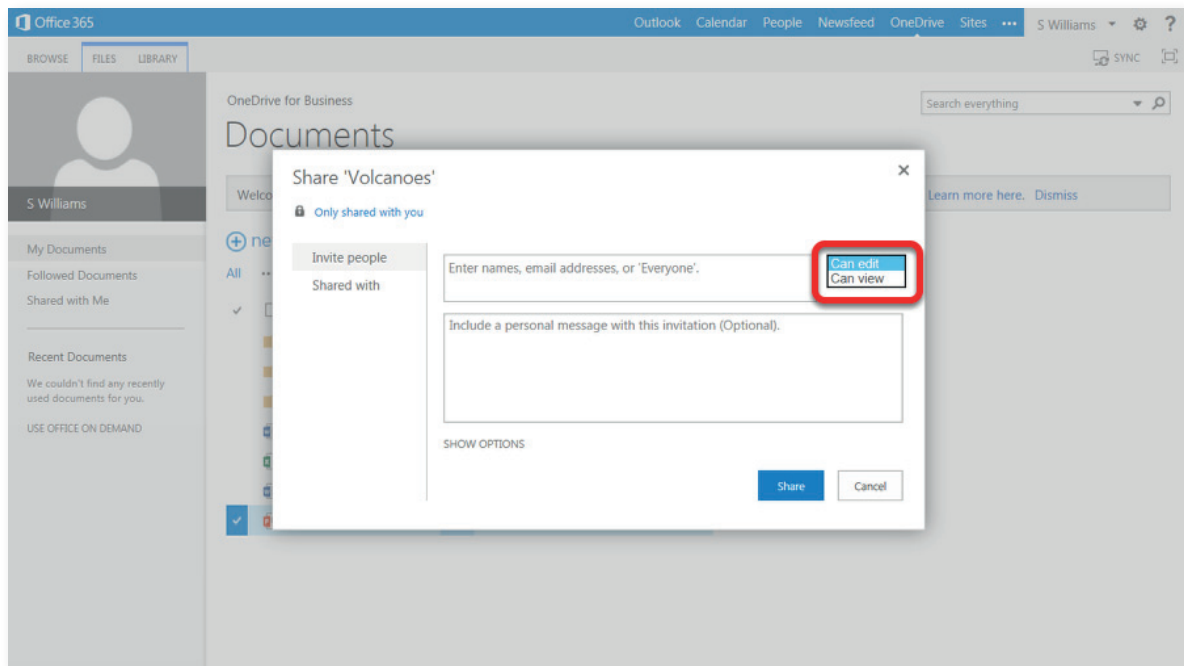 Office 365
Outlook Calendar People Newsfeed OneDrive Sites ••• S Williams ?
BROWSE FILES LIBRARY
SYNC
OneDrive for Business
Search everything
Documents
Share 'Volcanoes'
Only shared with you
Welco
Learn more here. Dismiss
S Williams
ne
All ••
My Documents
Followed Documents
Shared with Me
Recent Documents
We couldn't find any recently
used documents for you.
USE OFFICE ON DEMAND
Invite people
Shared with
Enter names, email addresses, or 'Everyone'.
Can edit
Can view
Include a personal message with this invitation (Optional).
SHOW OPTIONS
Share Cancel